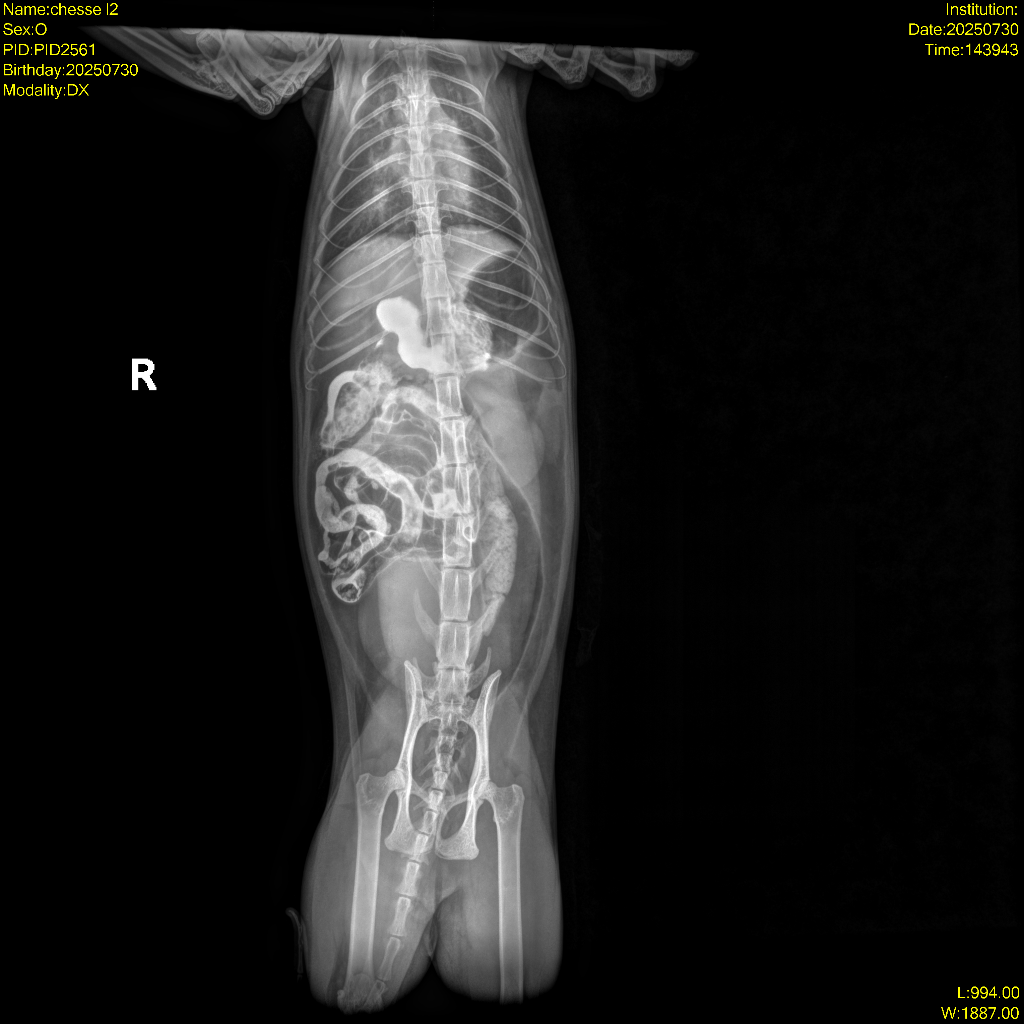 Name:chesse l2
Sex:O
PID:PID2561
Birthday:20250730
Modality:DX
Institution:
Date:20250730
Time:143943
R
L:994.00
W:1887.00